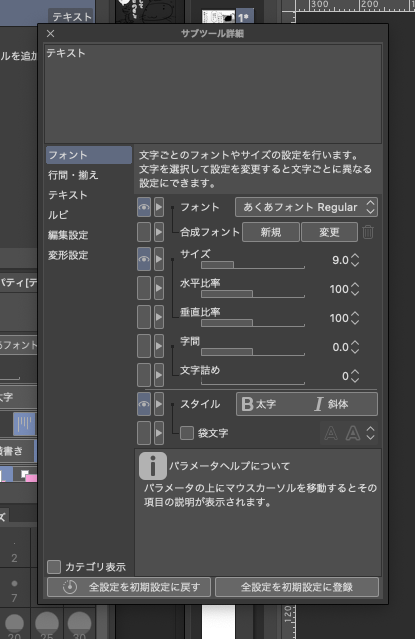 300
200
テキスト
1*
サブツール詳細
ルを追加
テキスト
フォント
行間・揃え
テキスト
ルビ
編集設定
変形設定
文字ごとのフォントやサイズの設定を行います。
文字を選択して設定を変更すると文字ごとに異なる
設定にできます。
フォント
あくあフォント Regular
合成フォント
新規
変更
サイズ
9.0
水平比率
100
垂直比率
100
字間
0.0
文字詰め
0
スタイル
B 太字
I 斜体
袋文字
A A
パティ[テ
フォント
太字
横書き
ズ
2
7
20
25
30
i
パラメータヘルプについて
パラメータの上にマウスカーソルを移動するとその
項目の説明が表示されます。
カテゴリ表示
全設定を初期設定に戻す
全設定を初期設定に登録
120